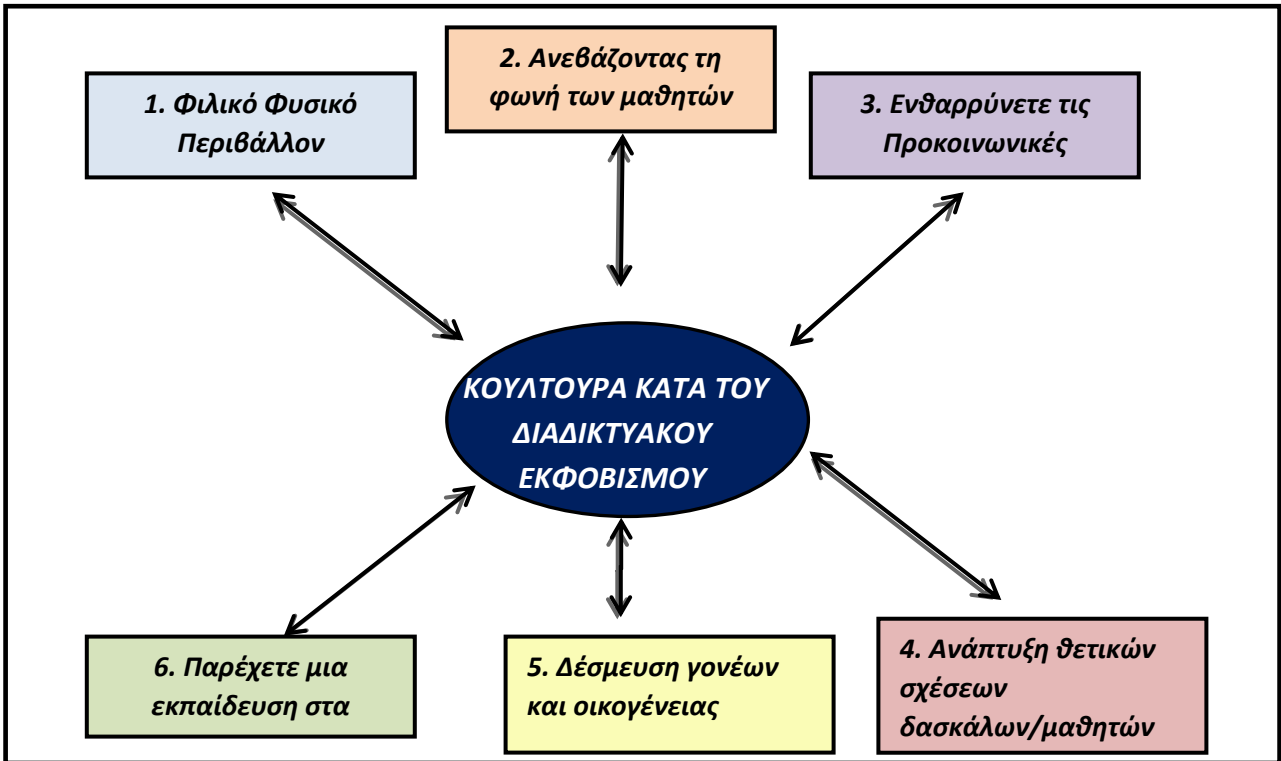 1. Φιλικό Φυσικό
Περιβάλλον
2. Ανεβάζοντας τη
φωνή των μαθητών
3. Ενθαρρύνετε τις
Προκοινωνικές
ΚΟΥΛΤΟΥΡΑ ΚΑΤΑ ΤΟΥ
ΔΙΑΔΙΚΤΥΑΚΟΥ
ΕΚΦΟΒΙΣΜΟΥ
6. Παρέχετε μια
εκπαίδευση στα
5. Δέσμευση γονέων
και οικογένειας
4. Ανάπτυξη θετικών
σχέσεων
δασκάλων/μαθητών